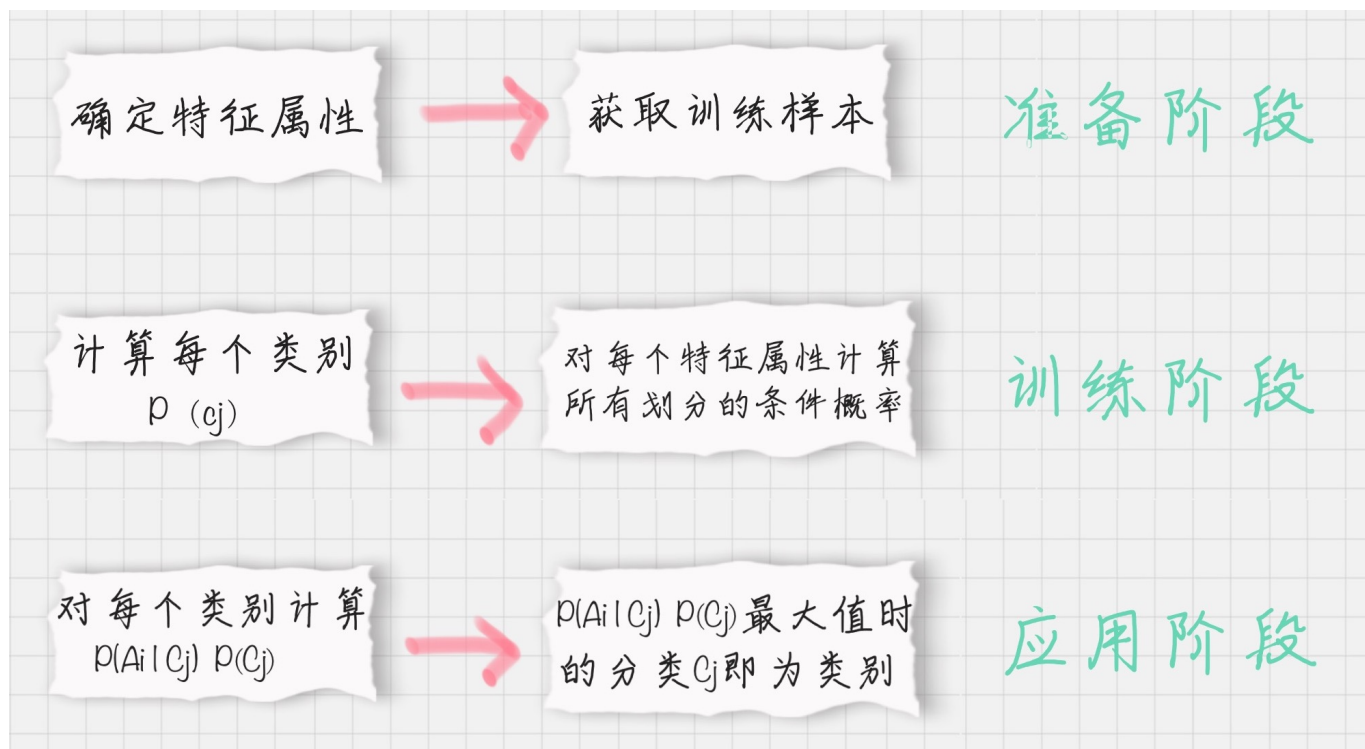 确定特征属性
获取训练样本
准备阶段
计算每个类别
P（cj）
对每个特征属性计算
所有划分的条件概率
训练阶段
对每个类别计算
P(Ai|Cj) P(Cj)
P(Ai|Cj) P(Cj)最大值时
的分类Cj即为类别
应用阶段